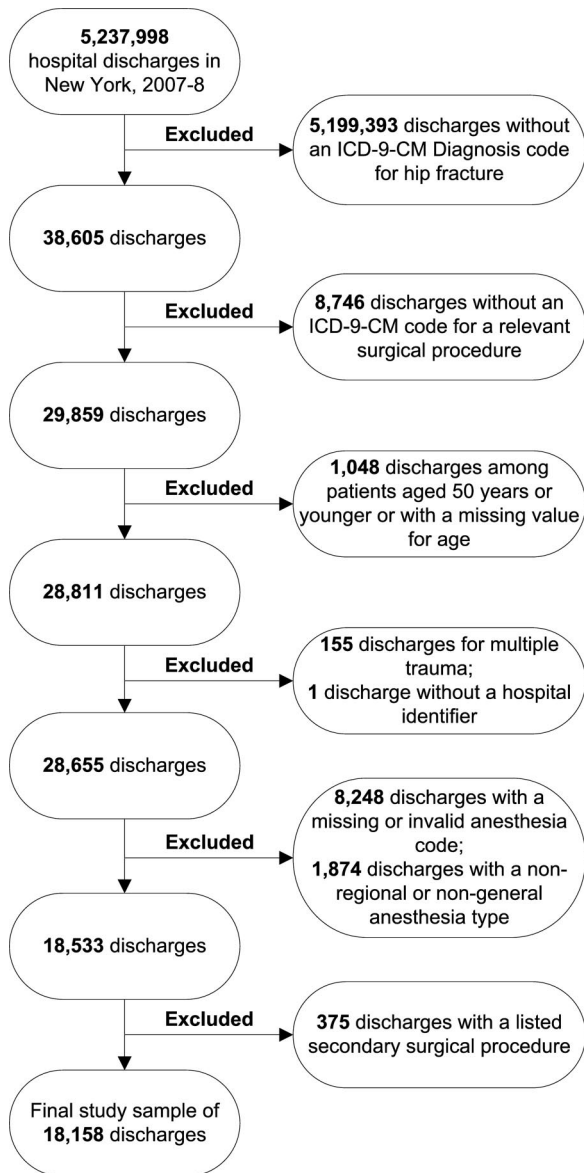 5,237,998
hospital discharges in
New York, 2007-8
Excluded
5,199,393 discharges without
an ICD-9-CM Diagnosis code
for hip fracture
38,605 discharges
Excluded
8,746 discharges without an
ICD-9-CM code for a relevant
surgical procedure
29,859 discharges
Excluded
1,048 discharges among
patients aged 50 years or
younger or with a missing value
for age
28,811 discharges
Excluded
155 discharges for multiple
trauma;
1 discharge without a hospital
identifier
28,655 discharges
Excluded
8,248 discharges with a
missing or invalid anesthesia
code;
1,874 discharges with a non-
regional or non-general
anesthesia type
18,533 discharges
Excluded
375 discharges with a listed
secondary surgical procedure
Final study sample of
18,158 discharges